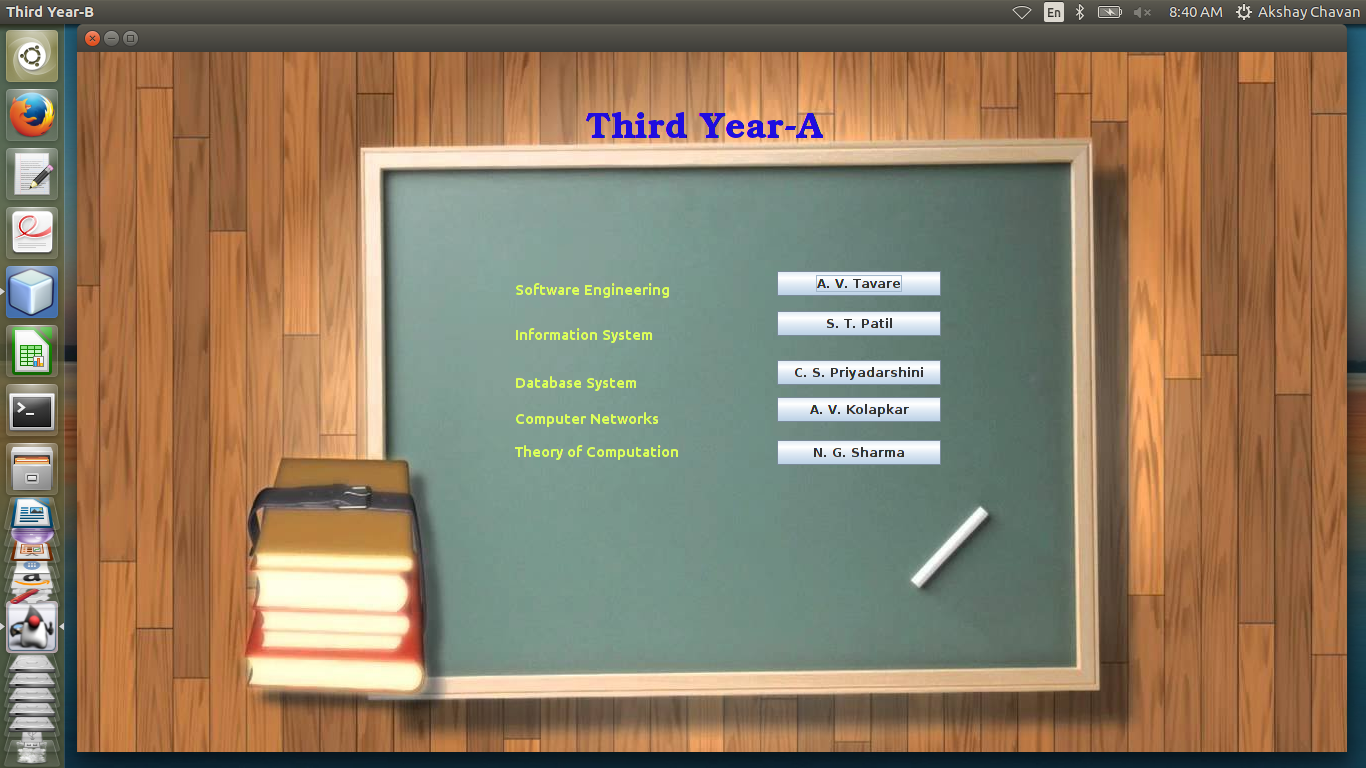 Third Year-B
En
8:40 AM
Akshay Chavan
Third Year-A
Software Engineering
A. V. Tavare
Information System
S. T. Patil
Database System
C. S. Priyadarshini
Computer Networks
A. V. Kolapkar
Theory of Computation
N. G. Sharma